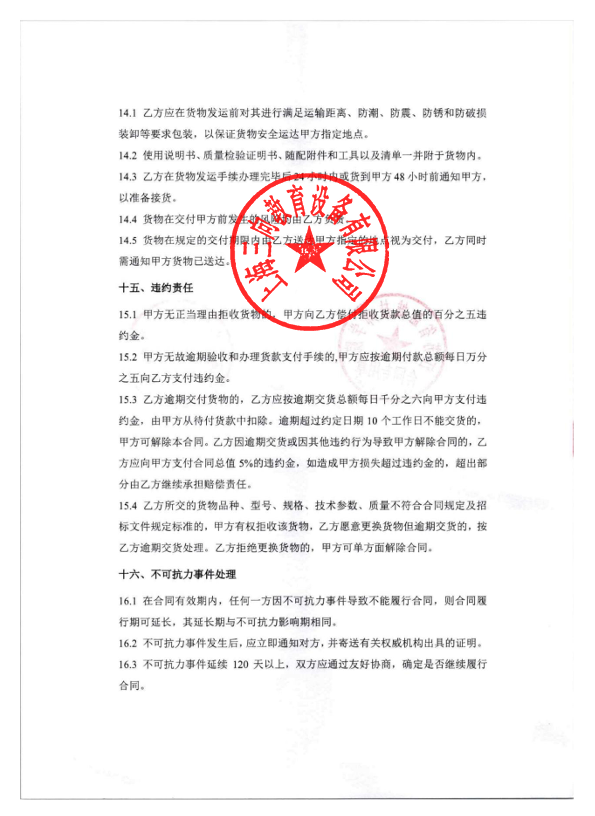 14.1 乙方应在货物发运前对其进行满足运输距离、防潮、防震、防锈和防破损
装卸等要求包装，以保证货物安全运达甲方指定地点。
14.2 使用说明书、质量检验证明书、随配附件和工具以及清单一并附于货物内。
14.3 乙方在货物发运手续办理完毕后24小时内或货到甲方48小时前通知甲方，
以准备接货。
14.4 货物在交付甲方前发生的风险均由乙方负责。
14.5 货物在规定的交付期限内由乙方送达甲方指定的地点视为交付，乙方同时
需通知甲方货物已送达。
上海三向教育设备有限公司
十五、违约责任
15.1 甲方无正当理由拒收货物的，甲方向乙方偿付拒收货款总值的百分之五违
约金。
15.2 甲方无故逾期验收和办理货款支付手续的,甲方应按逾期付款总额每日万分
之五向乙方支付违约金。
15.3 乙方逾期交付货物的，乙方应按逾期交货总额每日千分之六向甲方支付违
约金，由甲方从待付货款中扣除。逾期超过约定日期10个工作日不能交货的，
甲方可解除本合同。乙方因逾期交货或因其他违约行为导致甲方解除合同的，乙
方应向甲方支付合同总值5%的违约金，如造成甲方损失超过违约金的，超出部
分由乙方继续承担赔偿责任。
15.4 乙方所交的货物品种、型号、规格、技术参数、质量不符合合同规定及招
标文件规定标准的，甲方有权拒收该货物，乙方愿意更换货物但逾期交货的，按
乙方逾期交货处理。乙方拒绝更换货物的，甲方可单方面解除合同。
十六、不可抗力事件处理
16.1 在合同有效期内，任何一方因不可抗力事件导致不能履行合同，则合同履
行期可延长，其延长期与不可抗力影响期相同。
16.2 不可抗力事件发生后，应立即通知对方，并寄送有关权威机构出具的证明。
16.3 不可抗力事件延续 120 天以上，双方应通过友好协商，确定是否继续履行
合同。